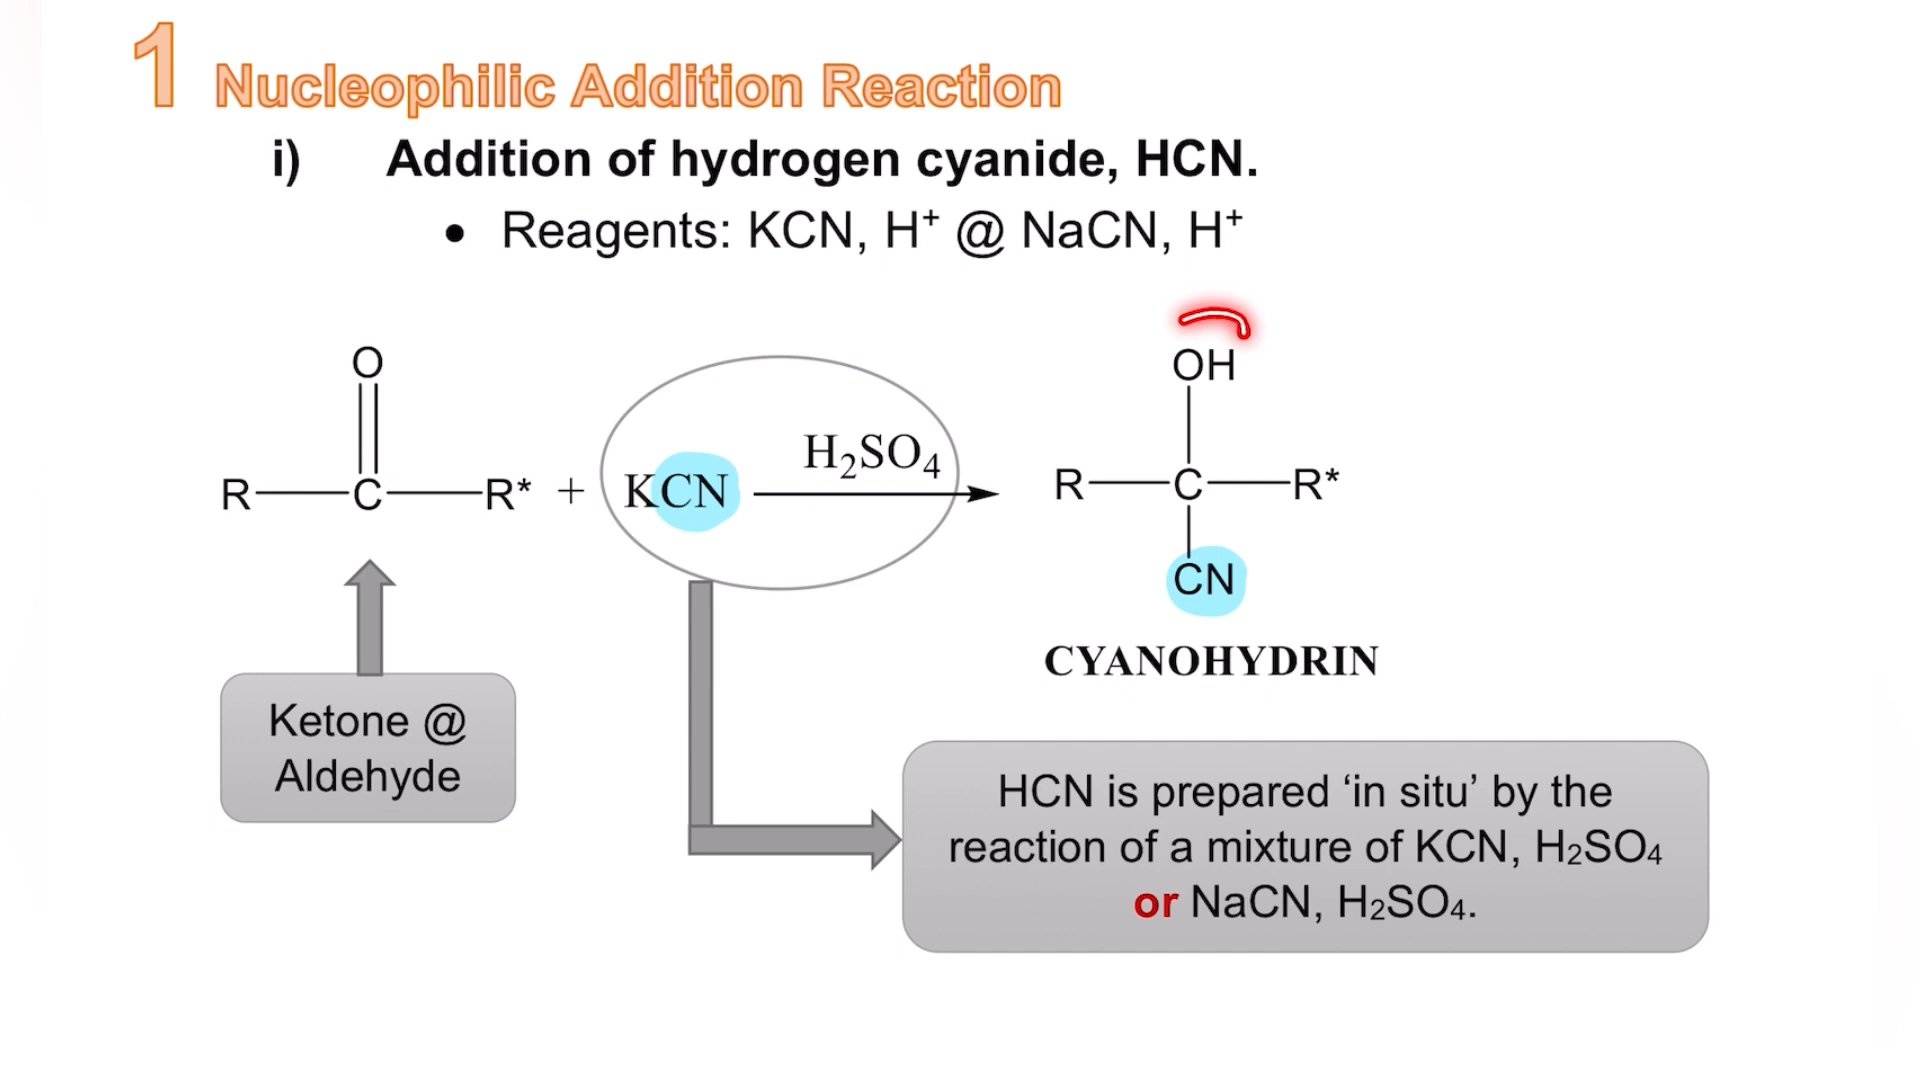 1 Nucleophilic Addition Reaction
i) Addition of hydrogen cyanide, HCN.
• Reagents: KCN, H⁺ @ NaCN, H⁺
O
R C R* + KCN H₂SO₄
OH
R C R*
CN
CYANOHYDRIN
Ketone @
Aldehyde
HCN is prepared ‘in situ’ by the
reaction of a mixture of KCN, H₂SO₄
or NaCN, H₂SO₄.